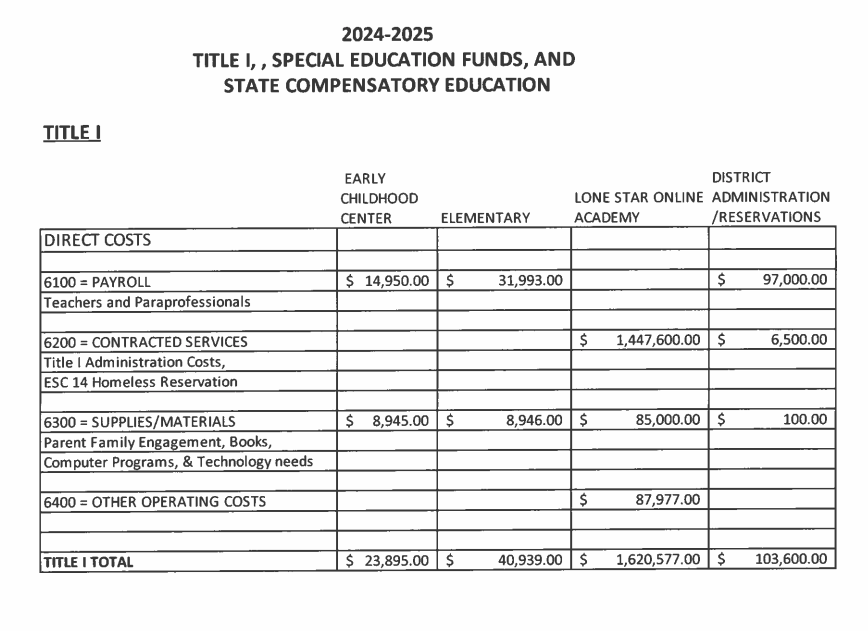 2024-2025
TITLE I, , SPECIAL EDUCATION FUNDS, AND
STATE COMPENSATORY EDUCATION
TITLE I
EARLY CHILDHOOD CENTER ELEMENTARY LONE STAR ONLINE ACADEMY DISTRICT ADMINISTRATION /RESERVATIONS
DIRECT COSTS
6100 = PAYROLL $ 14,950.00 $ 31,993.00 $ 97,000.00
Teachers and Paraprofessionals
6200 = CONTRACTED SERVICES $ 1,447,600.00 $ 6,500.00
Title I Administration Costs,
ESC 14 Homeless Reservation
6300 = SUPPLIES/MATERIALS $ 8,945.00 $ 8,946.00 $ 85,000.00 $ 100.00
Parent Family Engagement, Books,
Computer Programs, & Technology needs
6400 = OTHER OPERATING COSTS $ 87,977.00
TITLE I TOTAL $ 23,895.00 $ 40,939.00 $ 1,620,577.00 $ 103,600.00